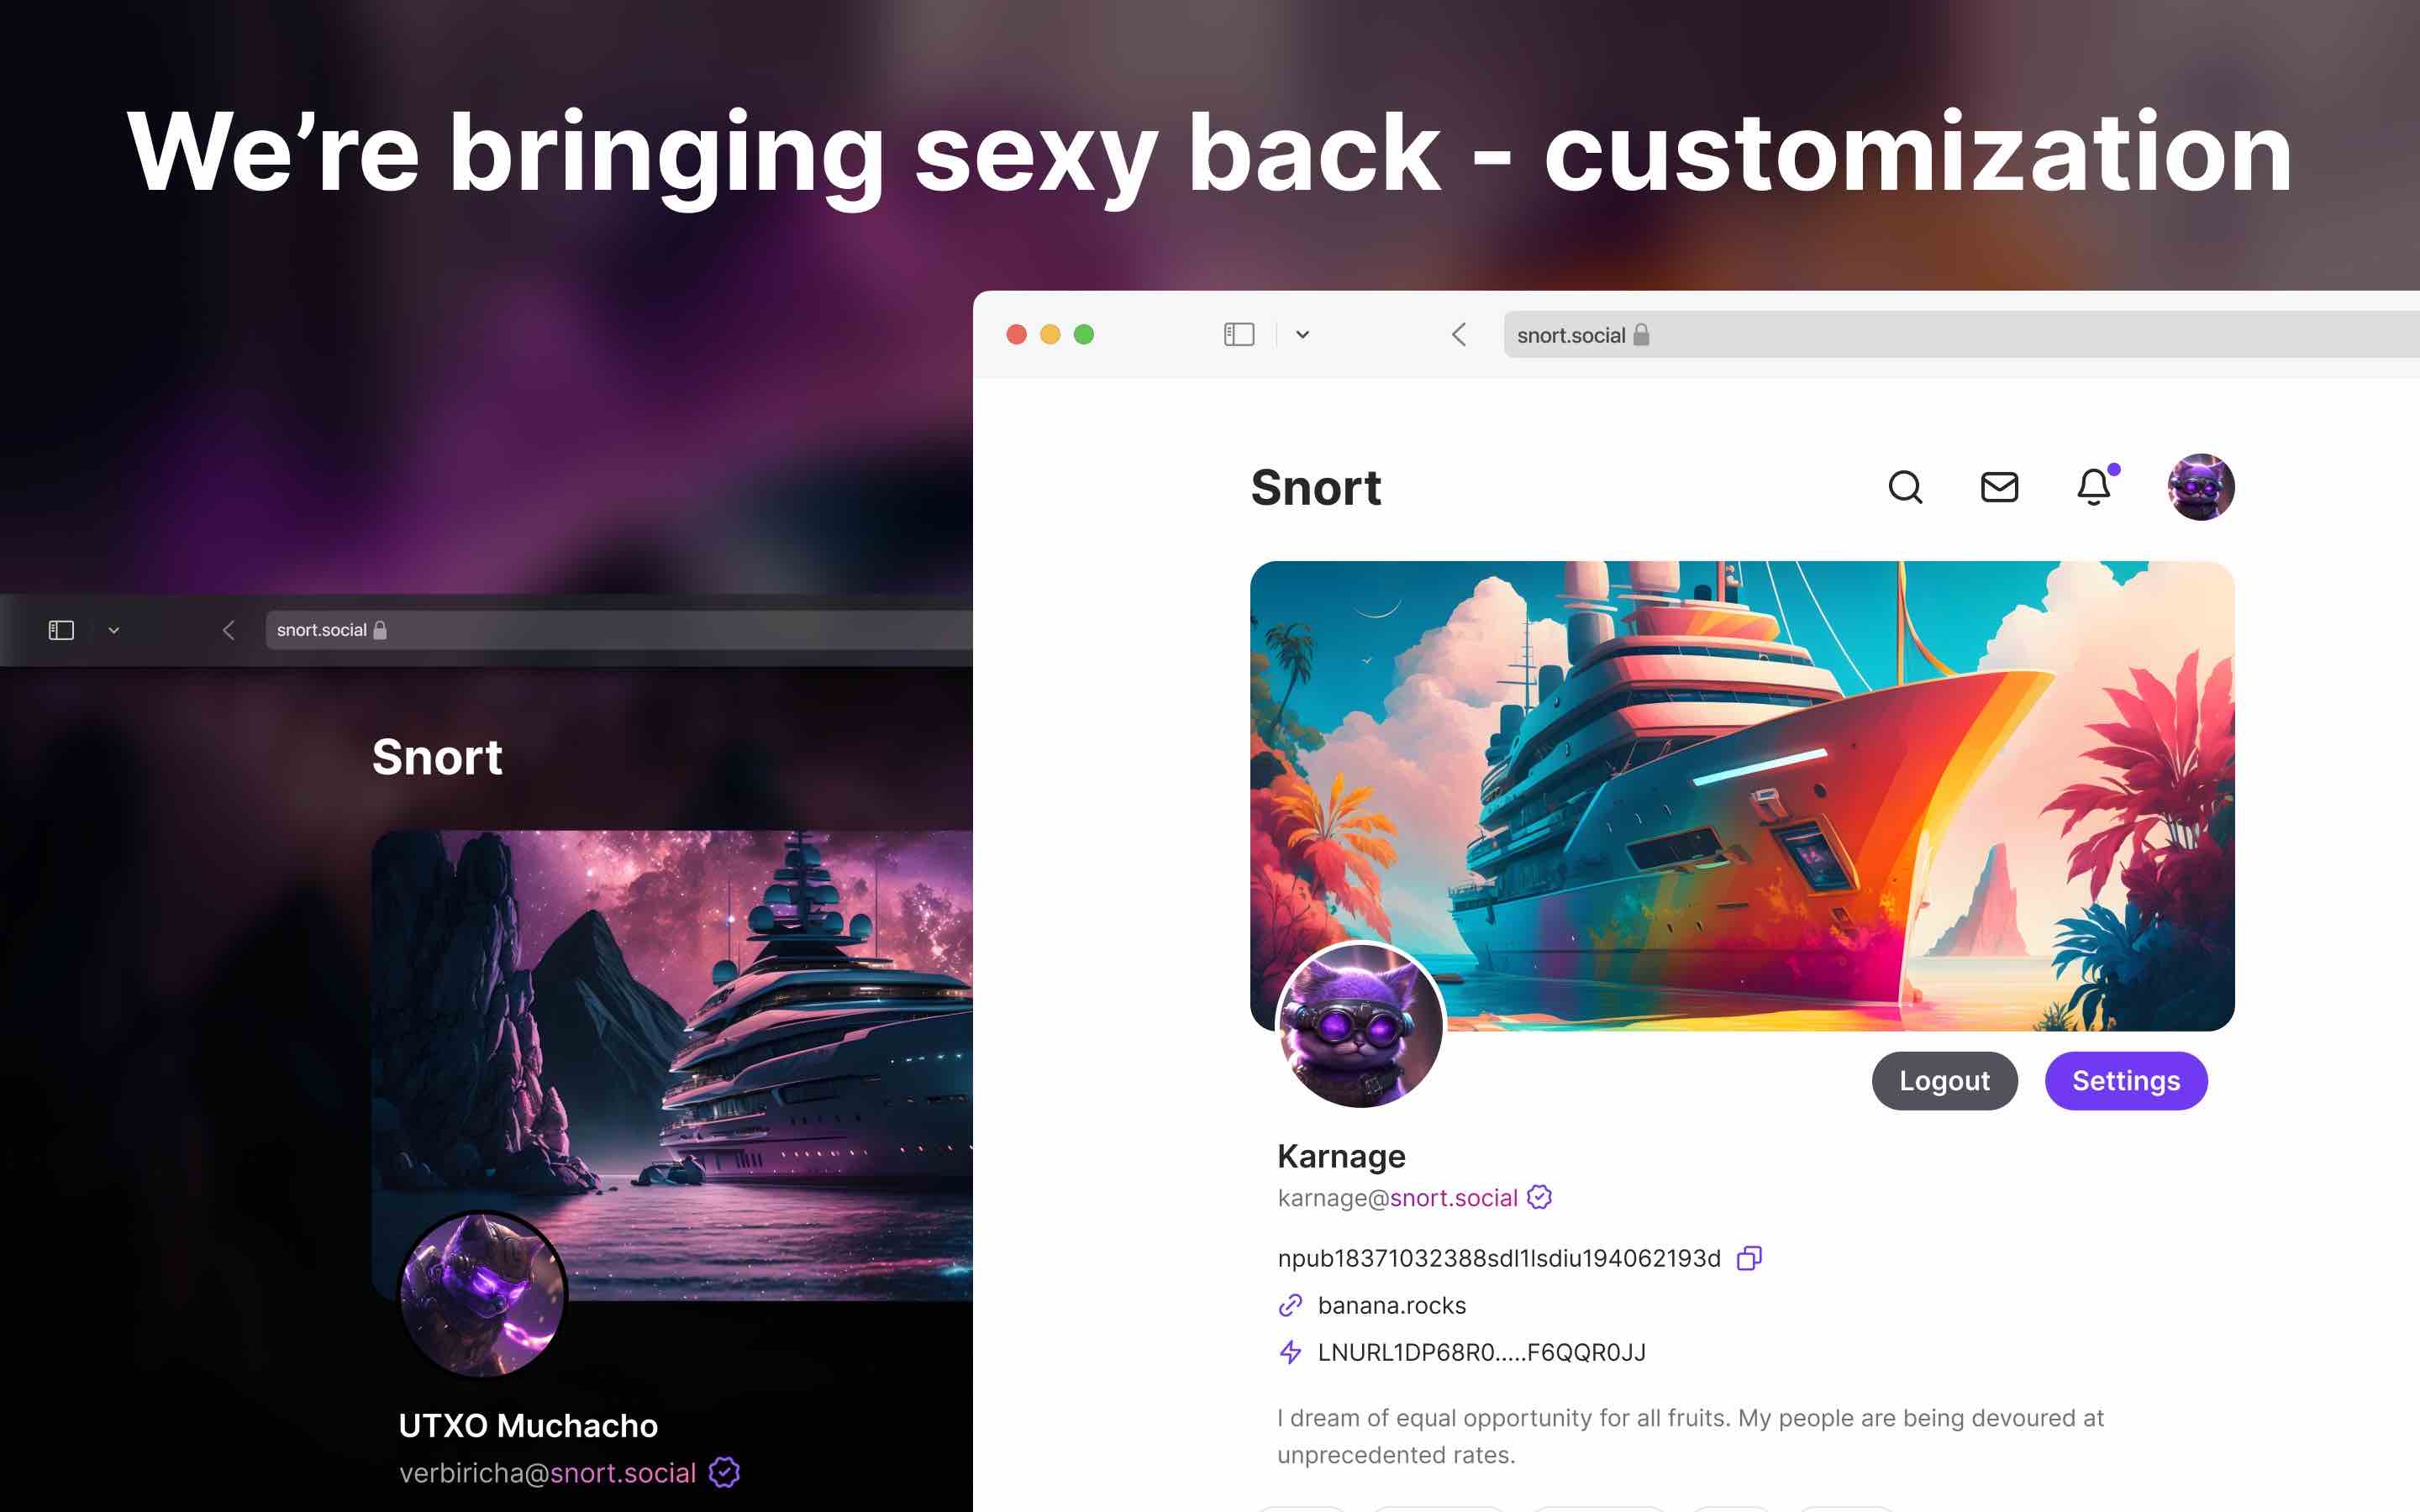 We’re bringing sexy back - customization
snort.social
Snort
Logout
Settings
Karnage
karnage@snort.social
npub18371032388sdl1lsdiu194062193d
banana.rocks
LNURL1DP68R0.....F6QQR0JJ
I dream of equal opportunity for all fruits. My people are being devoured at
unprecedented rates.
snort.social
Snort
UTXO Muchacho
verbiricha@snort.social